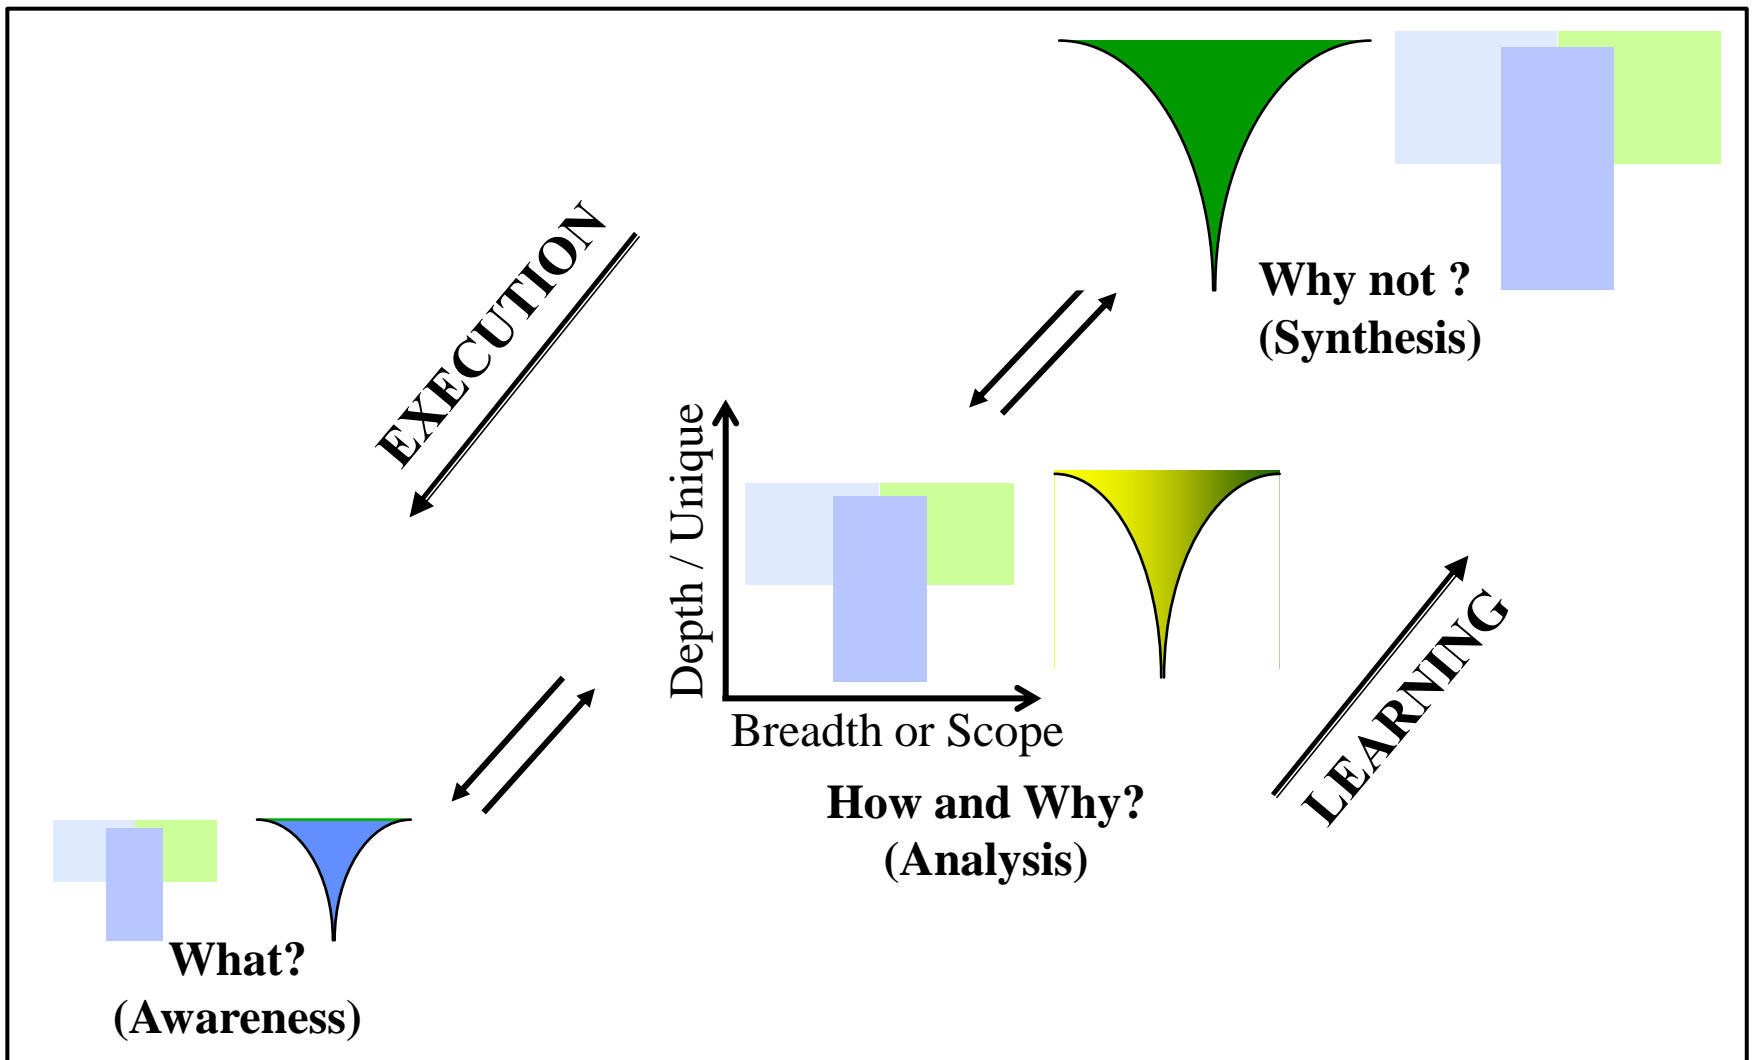 Why not ?
(Synthesis)
EXECUTION
Depth / Unique
Breadth or Scope
How and Why?
(Analysis)
LEARNING
What?
(Awareness)